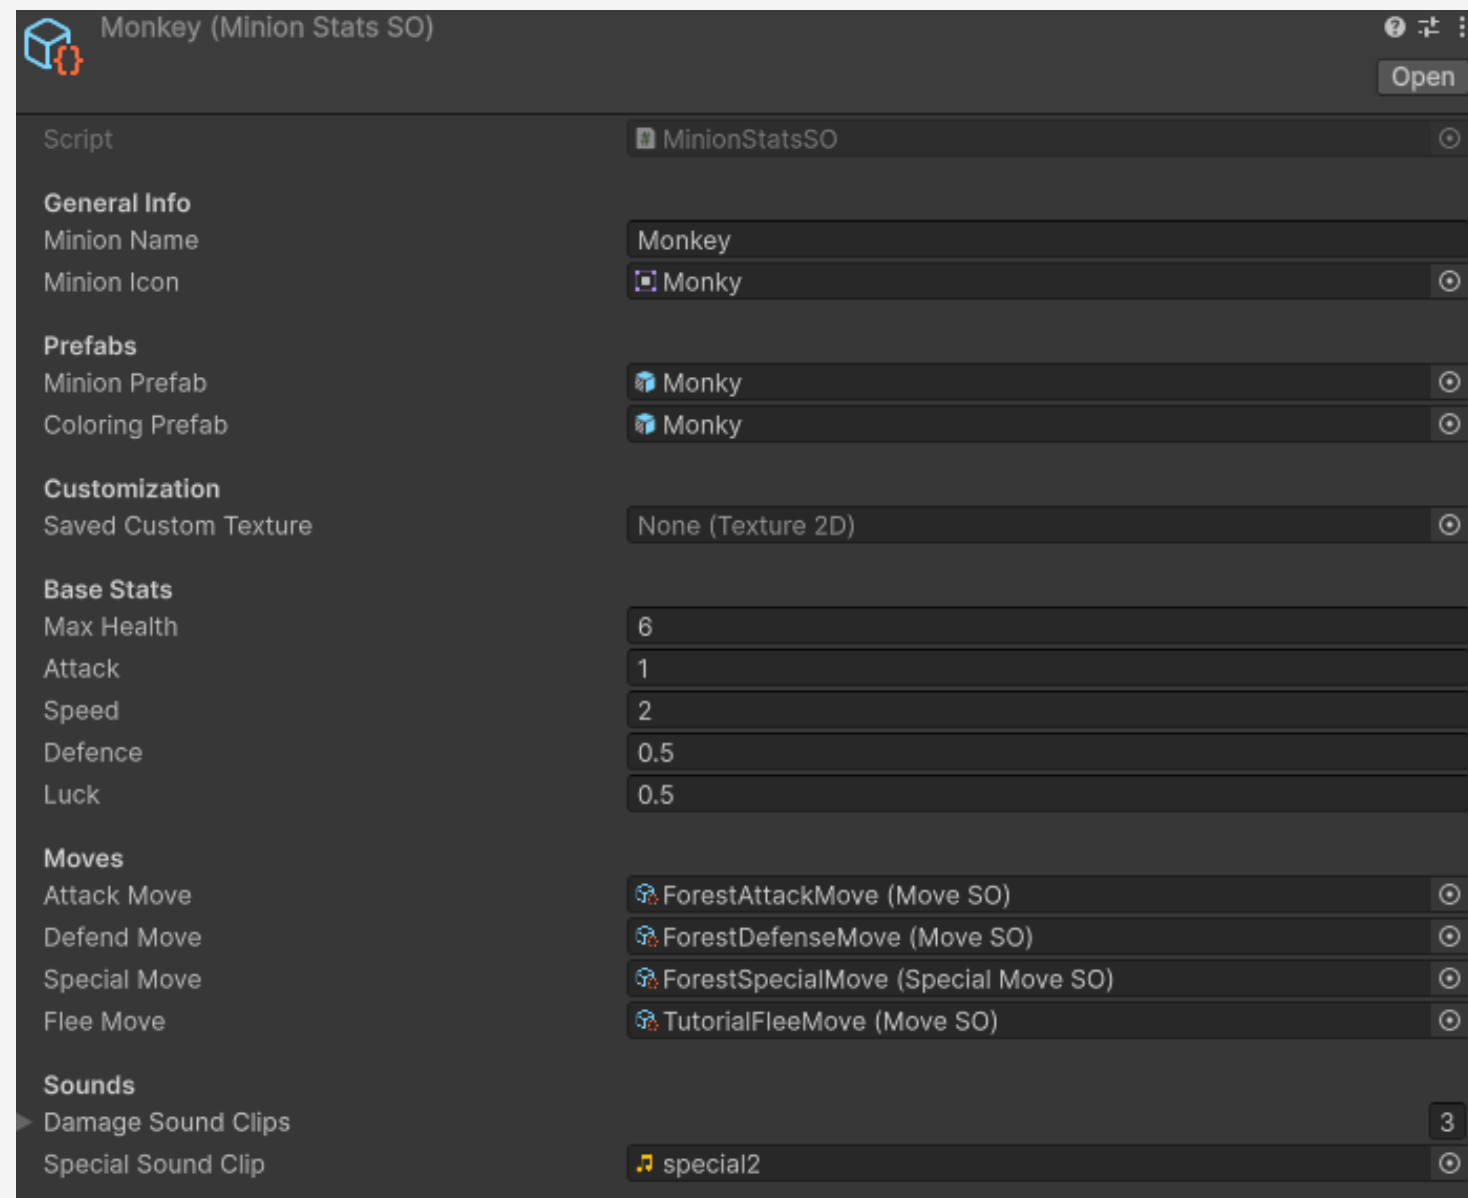 Monkey (Minion Stats SO)
Open
Script MinionStatsSO
General Info
Minion Name Monkey
Minion Icon Monky
Prefabs
Minion Prefab Monky
Coloring Prefab Monky
Customization
Saved Custom Texture None (Texture 2D)
Base Stats
Max Health 6
Attack 1
Speed 2
Defence 0.5
Luck 0.5
Moves
Attack Move ForestAttackMove (Move SO)
Defend Move ForestDefenseMove (Move SO)
Special Move ForestSpecialMove (Special Move SO)
Flee Move TutorialFleeMove (Move SO)
Sounds
Damage Sound Clips 3
Special Sound Clip special2